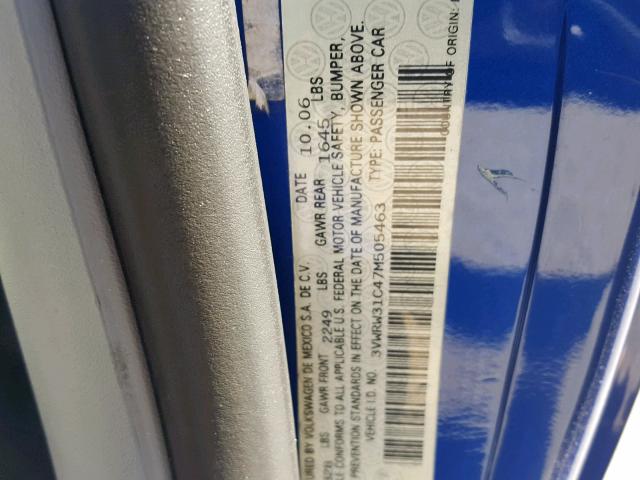 URED BY VOLKSWAGEN DE MEXICO S.A. DE C.V. DATE 10.06
LBS GAWR FRONT 2249 LBS GAWR REAR 1645 LBS
LE CONFORMS TO ALL APPLICABLE U.S. FEDERAL MOTOR VEHICLE SAFETY, BUMPER,
PREVENTION STANDARDS IN EFFECT ON THE DATE OF MANUFACTURE SHOWN ABOVE.
VEHICLE I.D. NO. 3VWRW31C47M505463 TYPE: PASSENGER CAR
COUNTRY OF ORIGIN: